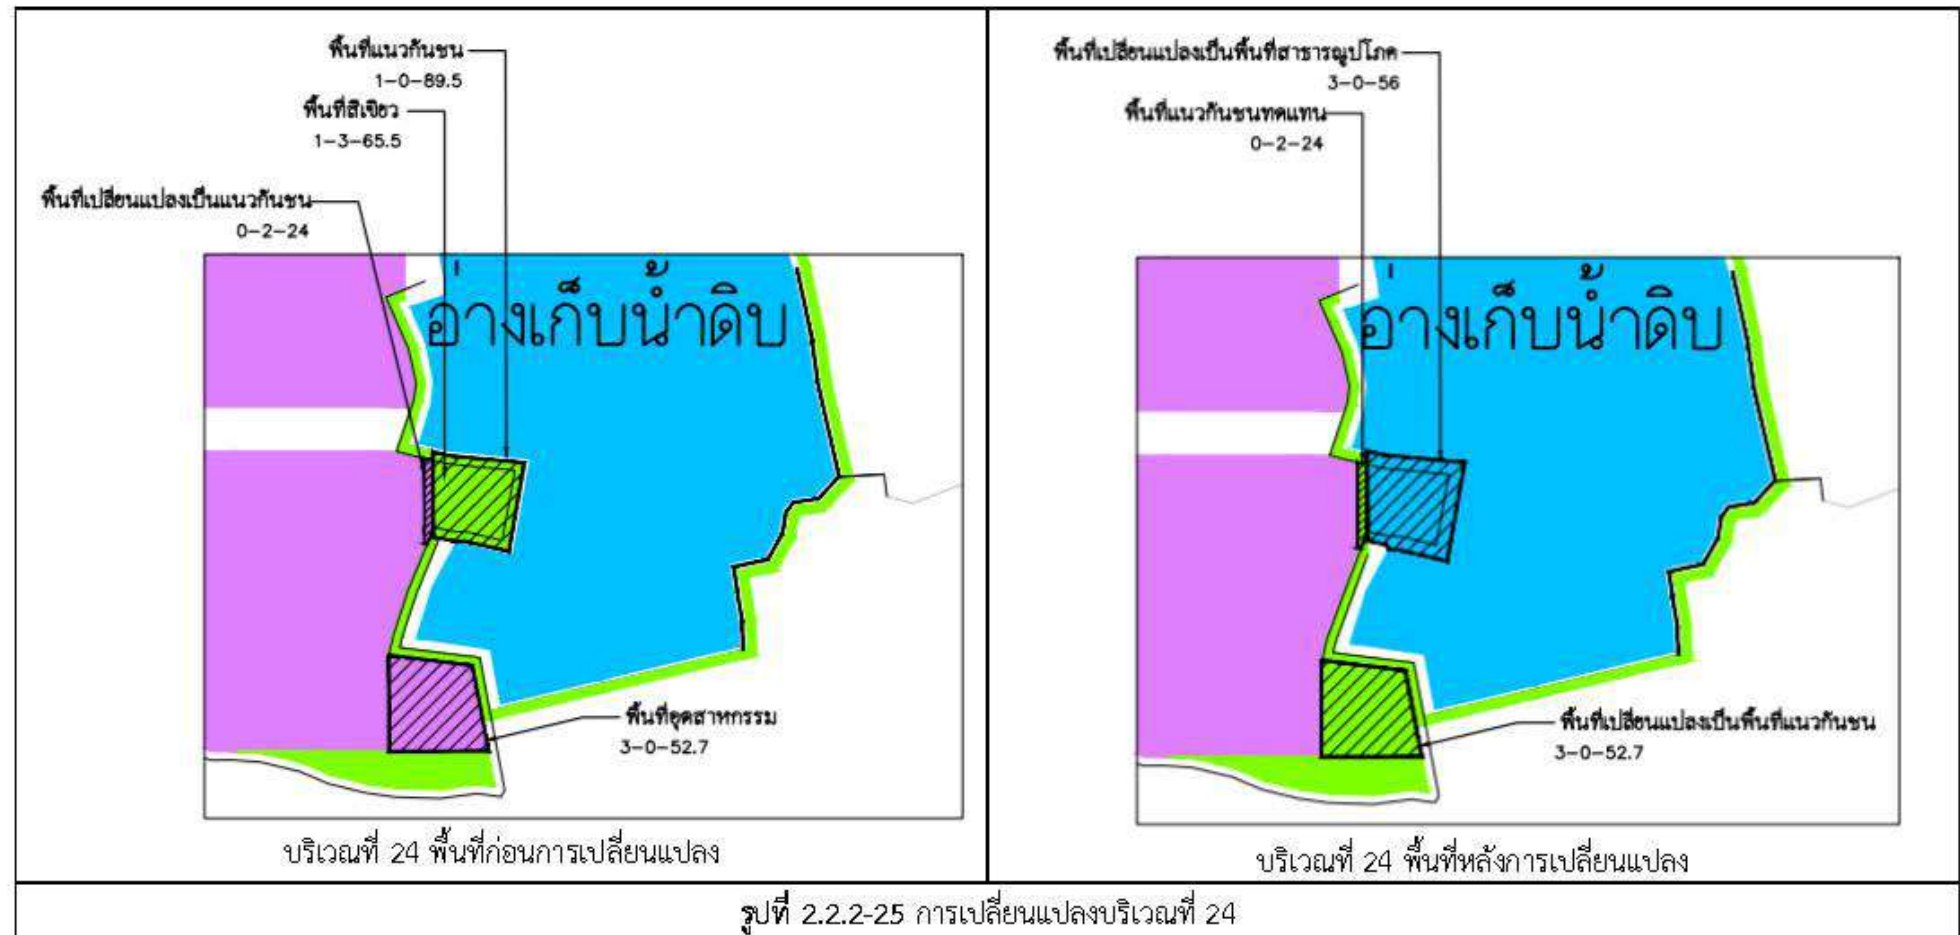 พื้นที่แนวกันชน
1-0-89.5
พื้นที่สีเขียว
1-3-65.5
พื้นที่เปลี่ยนแปลงเป็นแนวกันชน
0-2-24
อ่างเก็บน้ำดิบ
พื้นที่อุตสาหกรรม
3-0-52.7
บริเวณที่ 24 พื้นที่ก่อนการเปลี่ยนแปลง
พื้นที่เปลี่ยนแปลงเป็นพื้นที่สาธารณูปโภค
3-0-56
พื้นที่แนวกันชนทดแทน
0-2-24
อ่างเก็บน้ำดิบ
พื้นที่เปลี่ยนแปลงเป็นพื้นที่แนวกันชน
3-0-52.7
บริเวณที่ 24 พื้นที่หลังการเปลี่ยนแปลง
รูปที่ 2.2.2-25 การเปลี่ยนแปลงบริเวณที่ 24